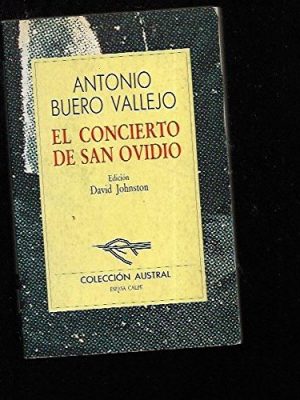 ANTONIO
BUERO VALLEJO
EL CONCIERTO
DE SAN OVIDIO
Edición
David Johnston
COLECCIÓN AUSTRAL
ESPASA CALPE